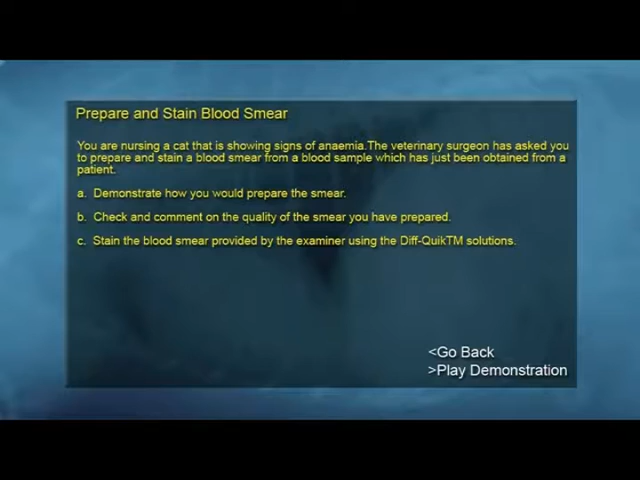 Prepare and Stain Blood Smear
You are nursing a cat that is showing signs of anaemia.The veterinary surgeon has asked you
to prepare and stain a blood smear from a blood sample which has just been obtained from a
patient.
a. Demonstrate how you would prepare the smear.
b. Check and comment on the quality of the smear you have prepared.
c. Stain the blood smear provided by the examiner using the Diff-QuikTM solutions.
<Go Back
>Play Demonstration